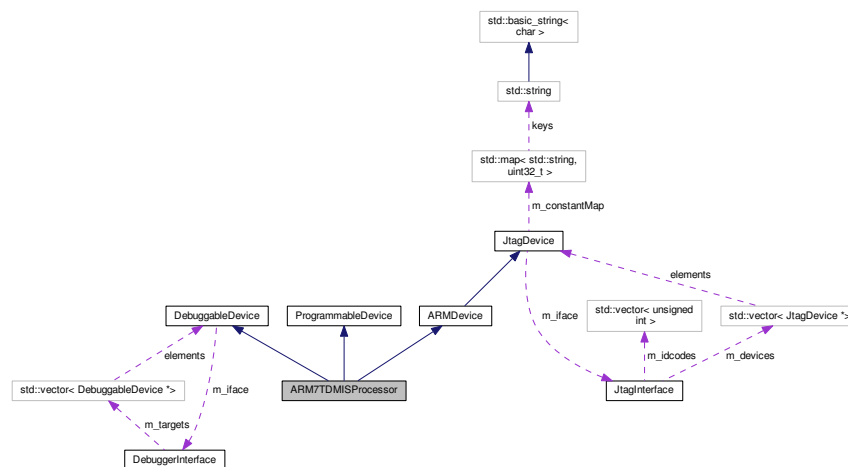 std::basic_string<
char >
std::string
keys
std::map< std::string,
uint32_t >
m_constantMap
JtagDevice
elements
DebuggableDevice
ProgrammableDevice
ARMDevice
m_iface
std::vector< unsigned
int >
std::vector< JtagDevice *>
elements
m_idcodes
m_devices
std::vector< DebuggableDevice *>
m_iface
ARM7TDMISProcessor
JtagInterface
m_targets
DebuggerInterface